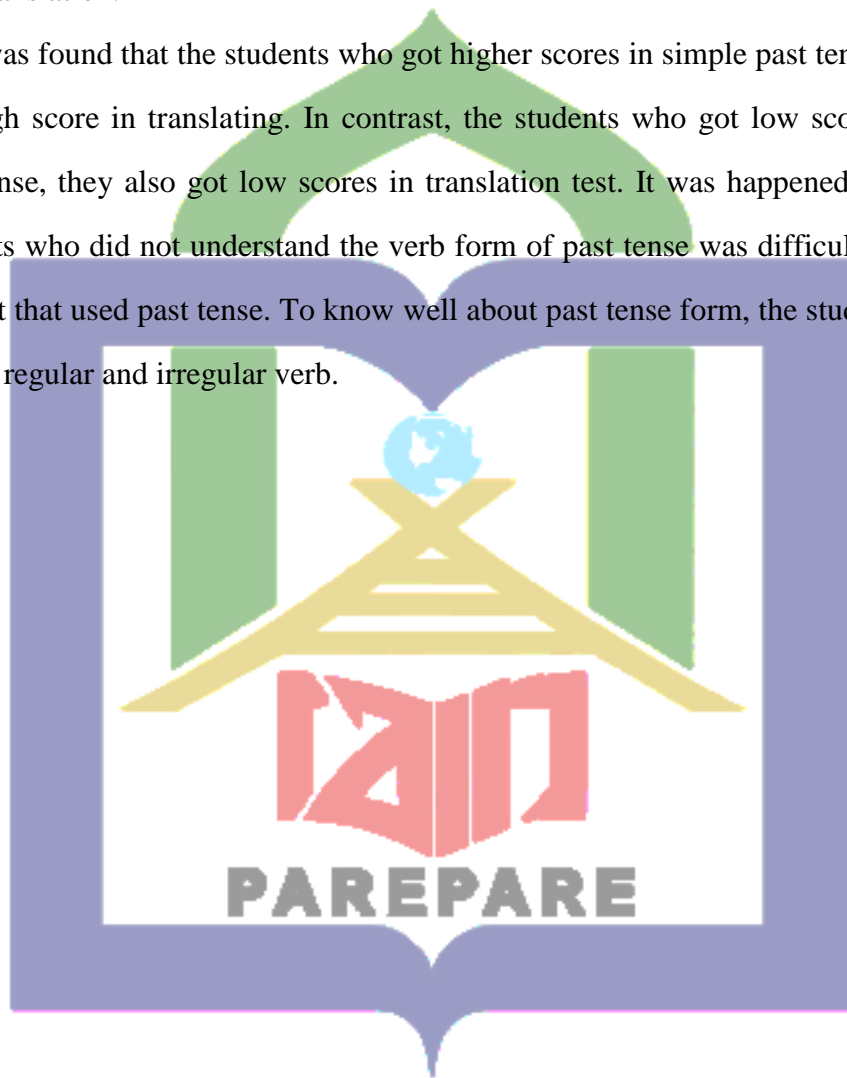 was found that the students who got higher scores in simple past ten
gh score in translating. In contrast, the students who got low sco
nse, they also got low scores in translation test. It was happened
ts who did not understand the verb form of past tense was difficul
t that used past tense. To know well about past tense form, the stud
regular and irregular verb.
iain
PAREPARE